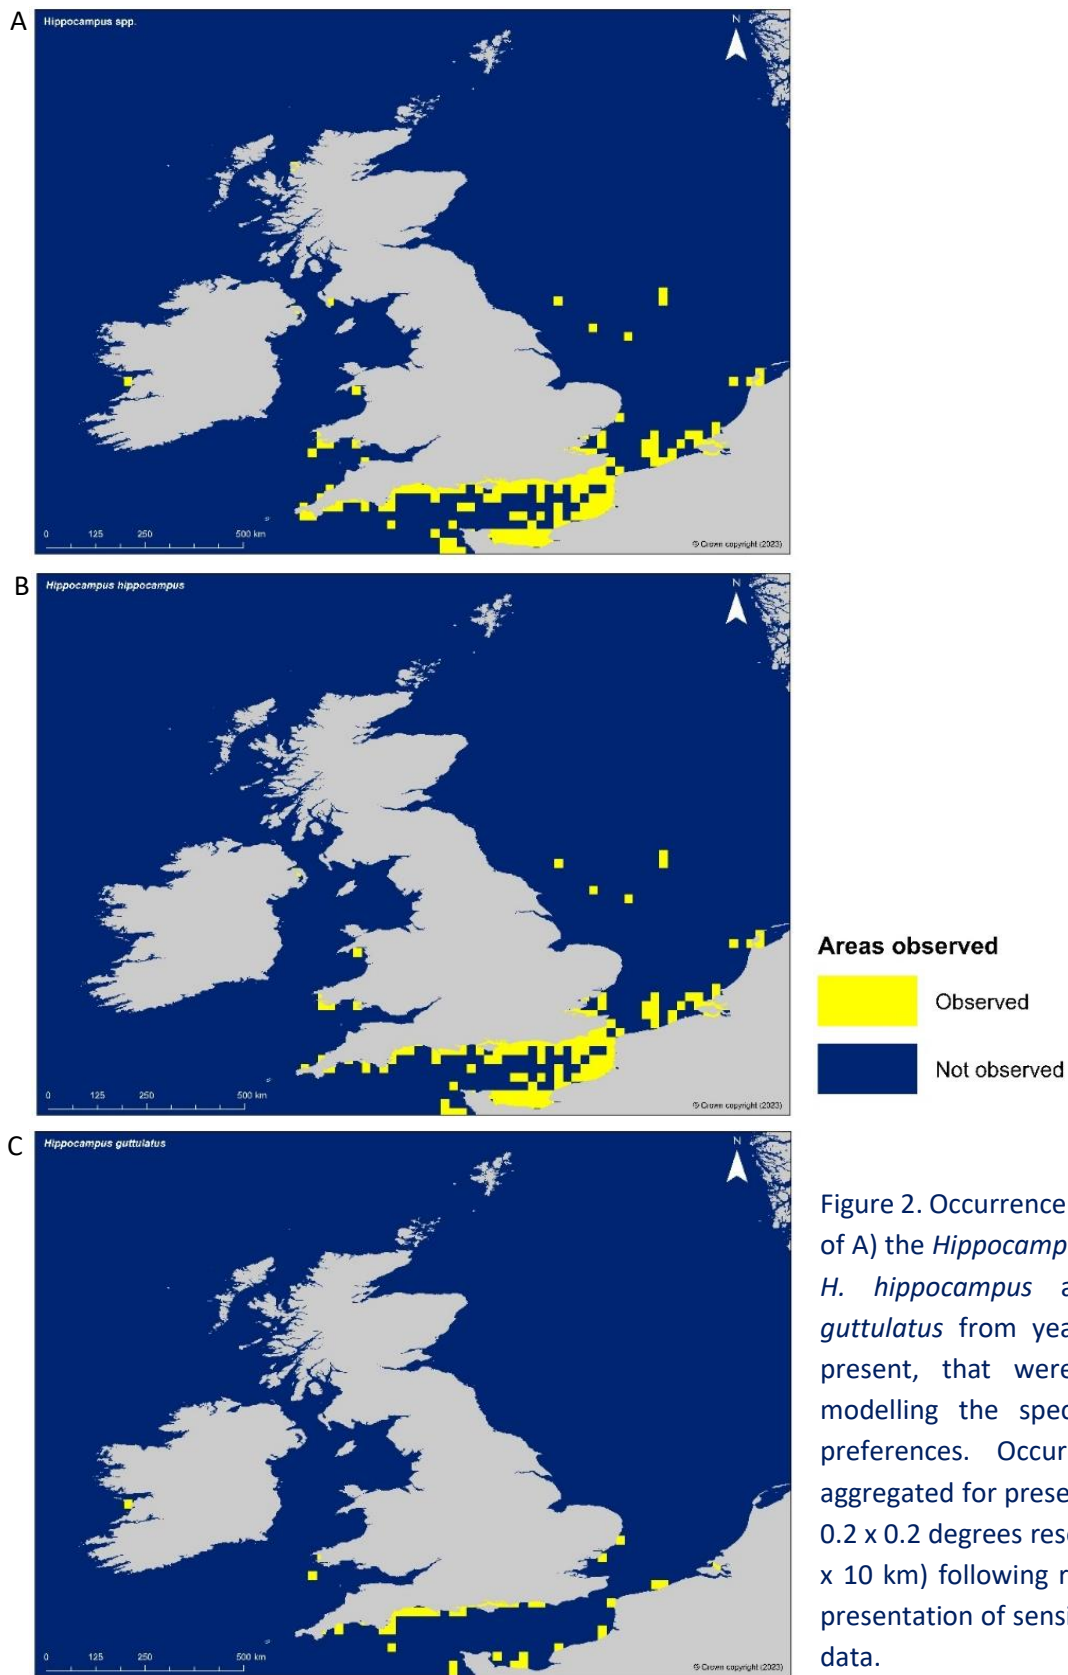 A
Hippocampus spp.
N
0 125 250 500 km
© Crown copyright (2023)
B
Hippocampus hippocampus
N
0 125 250 500 km
© Crown copyright (2023)
Areas observed
Observed
Not observed
C
Hippocampus guttulatus
N
0 125 250 500 km
© Crown copyright (2023)
Figure 2. Occurrence
of A) the Hippocamp
H. hippocampus a
guttulatus from yea
present, that were
modelling the spec
preferences. Occur
aggregated for prese
0.2 x 0.2 degrees reso
x 10 km) following r
presentation of sensi
data.